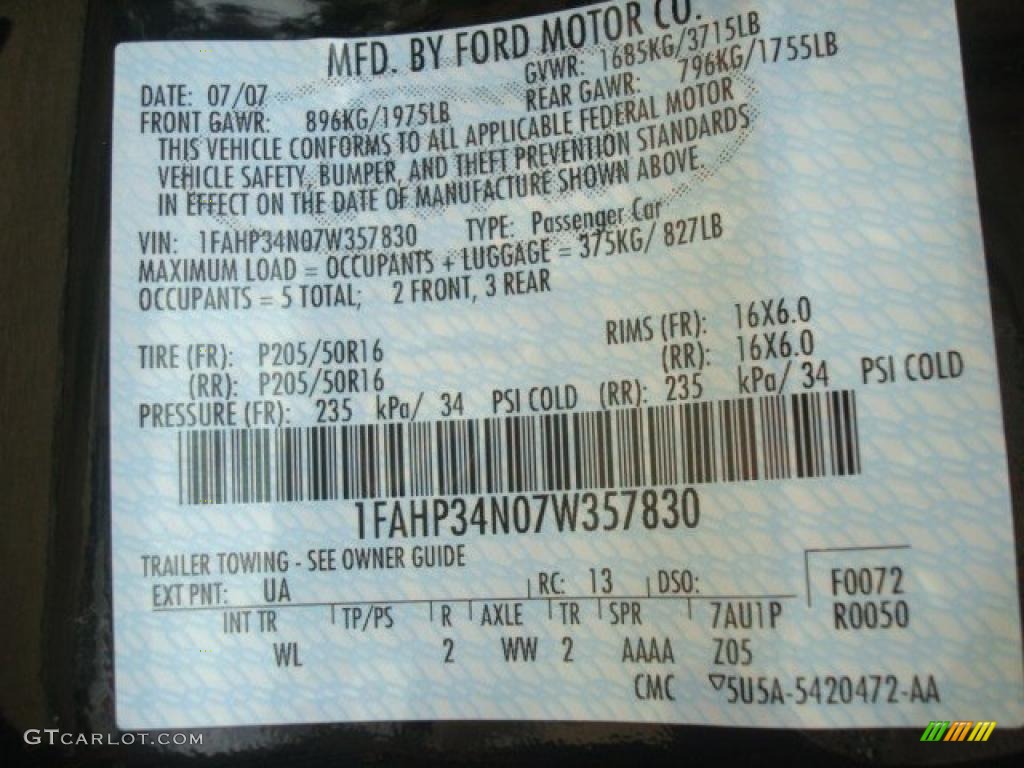 MFD. BY FORD MOTOR CO.
DATE: 07/07 GVWR: 1685KG/3715LB
FRONT GAWR: 896KG/1975LB REAR GAWR: 796KG/1755LB
THIS VEHICLE CONFORMS TO ALL APPLICABLE FEDERAL MOTOR
VEHICLE SAFETY, BUMPER, AND THEFT PREVENTION STANDARDS
IN EFFECT ON THE DATE OF MANUFACTURE SHOWN ABOVE.
VIN: 1FAHP34N07W357830 TYPE: Passenger Car
MAXIMUM LOAD = OCCUPANTS + LUGGAGE = 375KG/ 827LB
OCCUPANTS = 5 TOTAL; 2 FRONT, 3 REAR
TIRE (FR): P205/50R16 RIMS (FR): 16X6.0
(RR): P205/50R16 (RR): 16X6.0
PRESSURE (FR): 235 kPa/ 34 PSI COLD (RR): 235 kPa/ 34 PSI COLD
1FAHP34N07W357830
TRAILER TOWING - SEE OWNER GUIDE
EXT PNT: UA RC: 13 DSO: F0072
INT TR TP/PS R AXLE TR SPR 7AU1P R0050
WL 2 WW 2 AAAA Z05
CMC ▽5U5A-5420472-AA
GTCARLOT.COM